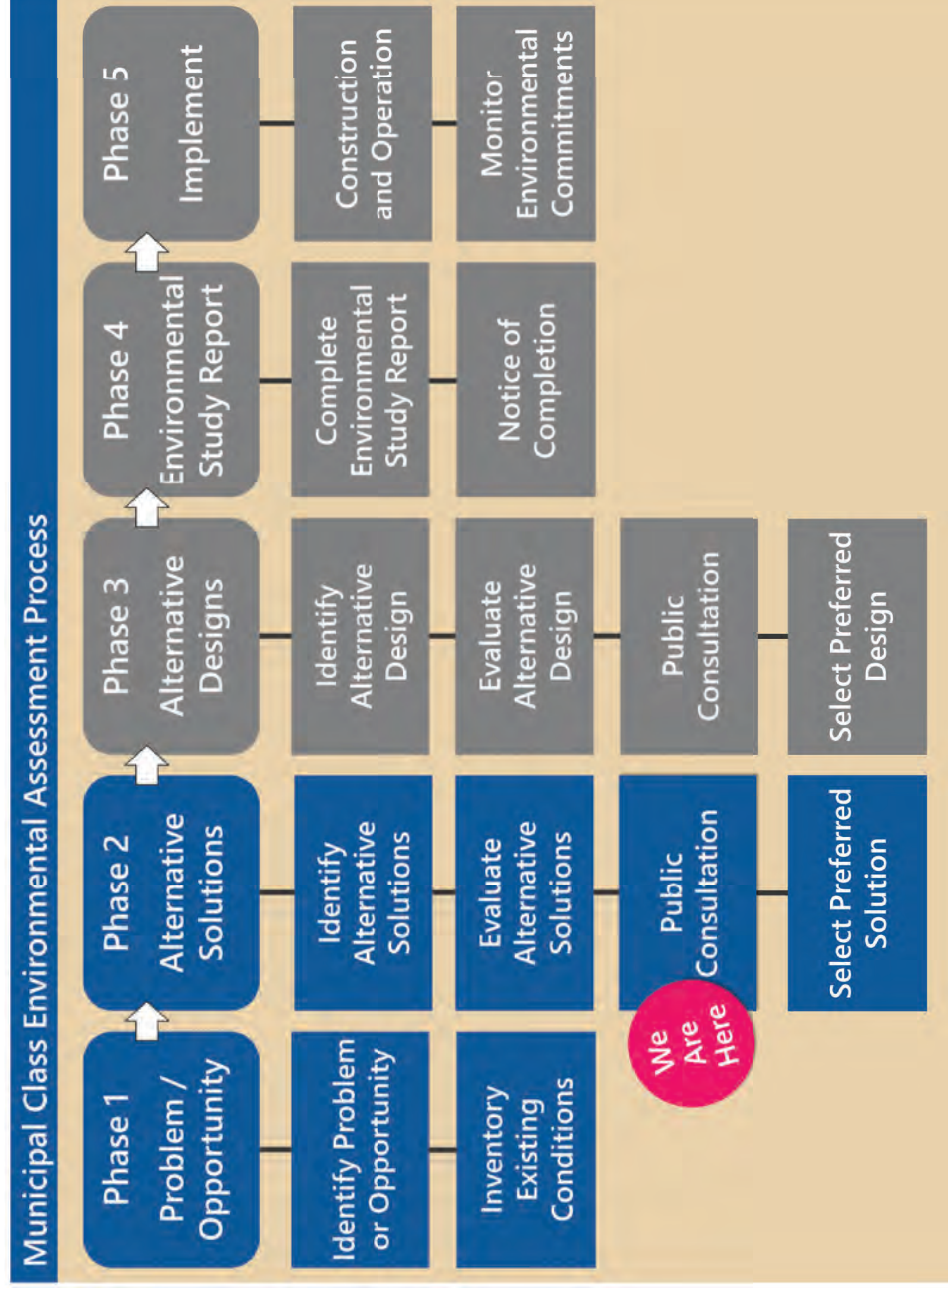 Municipal Class Environmental Assessment Process
Phase 1
Problem /
Opportunity
Identify Problem
or Opportunity
Inventory
Existing
Conditions
Phase 2
Alternative
Solutions
Identify
Alternative
Solutions
Evaluate
Alternative
Solutions
Public
Consultation
We
Are
Here
Select Preferred
Solution
Phase 3
Alternative
Designs
Identify
Alternative
Design
Evaluate
Alternative
Design
Public
Consultation
Select Preferred
Design
Phase 4
Environmental
Study Report
Complete
Environmental
Study Report
Notice of
Completion
Phase 5
Implement
Construction
and Operation
Monitor
Environmental
Commitments